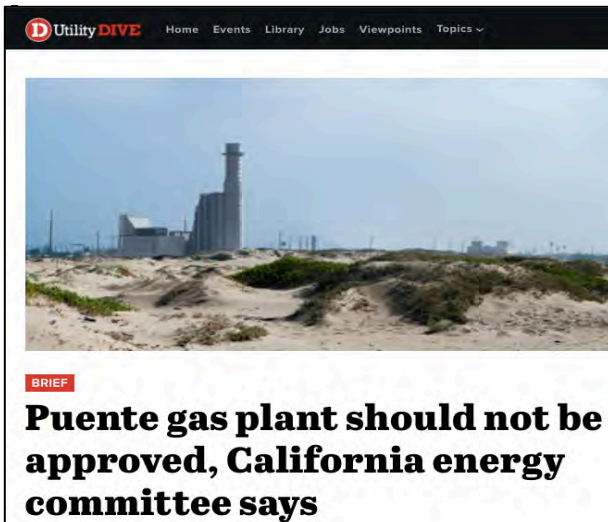 D Utility DIVE Home Events Library Jobs Viewpoints Topics
BRIEF
Puente gas plant should not be
approved, California energy
committee says